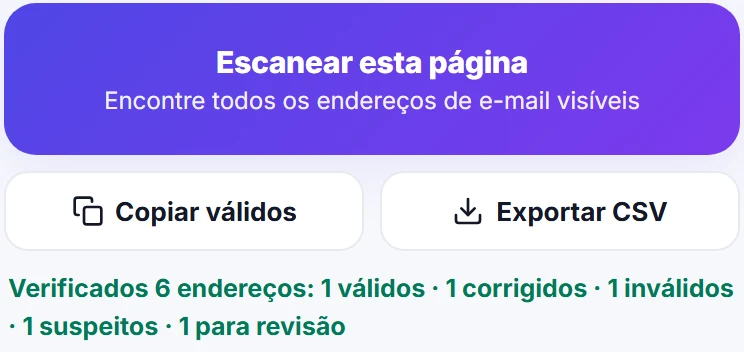 Escanear esta página
Encontre todos os endereços de e-mail visíveis
Copiar válidos
Exportar CSV
Verificados 6 endereços: 1 válidos · 1 corrigidos · 1 inválidos
· 1 suspeitos · 1 para revisão